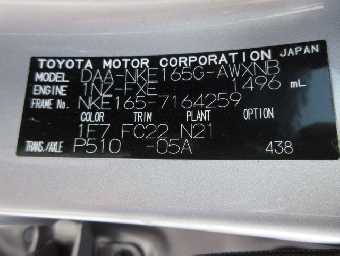 TOYOTA MOTOR CORPORATION JAPAN
MODEL DAA-NKE165G-AWXNB
ENGINE 1NZ-FXE 1496 mL
FRAME No. NKE165-7164259
COLOR TRIM PLANT OPTION
1F7 FC22 N21
TRANS./AXLE P510 -05A 438